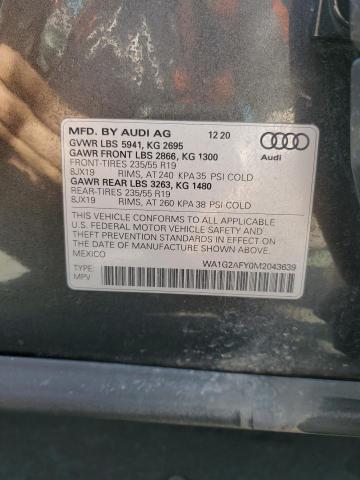 MFD. BY AUDI AG 12 20
GVWR LBS 5941, KG 2695
GAWR FRONT LBS 2866, KG 1300
FRONT-TIRES 235/55 R19
8JX19 RIMS, AT 240 KPA 35 PSI COLD
GAWR REAR LBS 3263, KG 1480
REAR-TIRES 235/55 R19
8JX19 RIMS, AT 260 KPA 38 PSI COLD
Audi
THIS VEHICLE CONFORMS TO ALL APPLICABLE
U.S. FEDERAL MOTOR VEHICLE SAFETY AND
THEFT PREVENTION STANDARDS IN EFFECT ON THE
DATE OF MANUFACTURE SHOWN ABOVE.
MEXICO
WA1G2AFY0M2043639
TYPE:
MPV